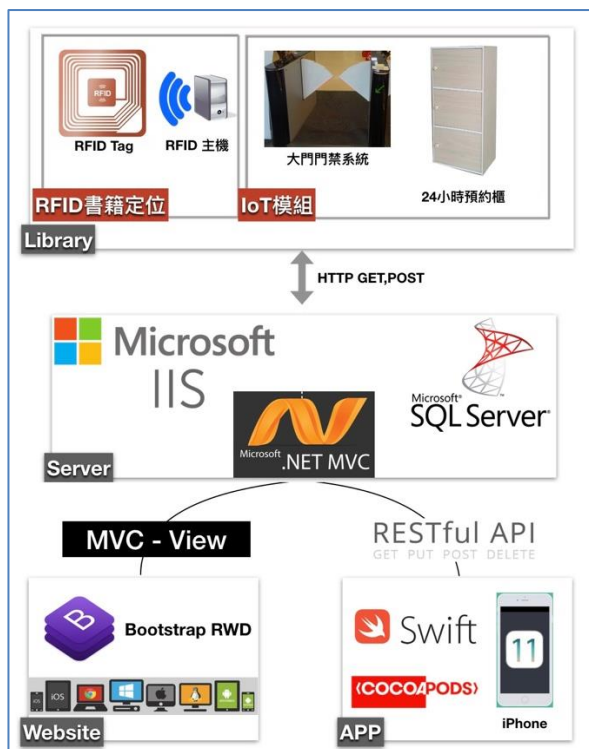 RFID
RFID Tag
RFID 主機
大門門禁系統
24小時預約櫃
RFID書籍定位
IoT模組
Library
HTTP GET,POST
Microsoft
IIS
Microsoft®
SQL Server®
Microsoft
.NET MVC
Server
MVC - View
RESTful API
GET PUT POST DELETE
B
Bootstrap RWD
iOS
Website
Swift
COCOAPODS
11
iPhone
APP